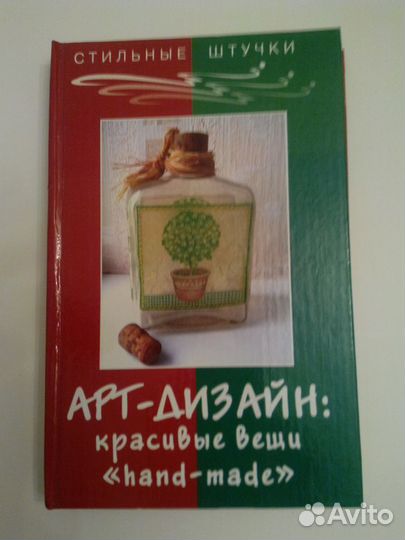 СТИЛЬНЫЕ ШТУЧКИ
АРТ-ДИЗАЙН:
красивые вещи
«hand-made»
Avito